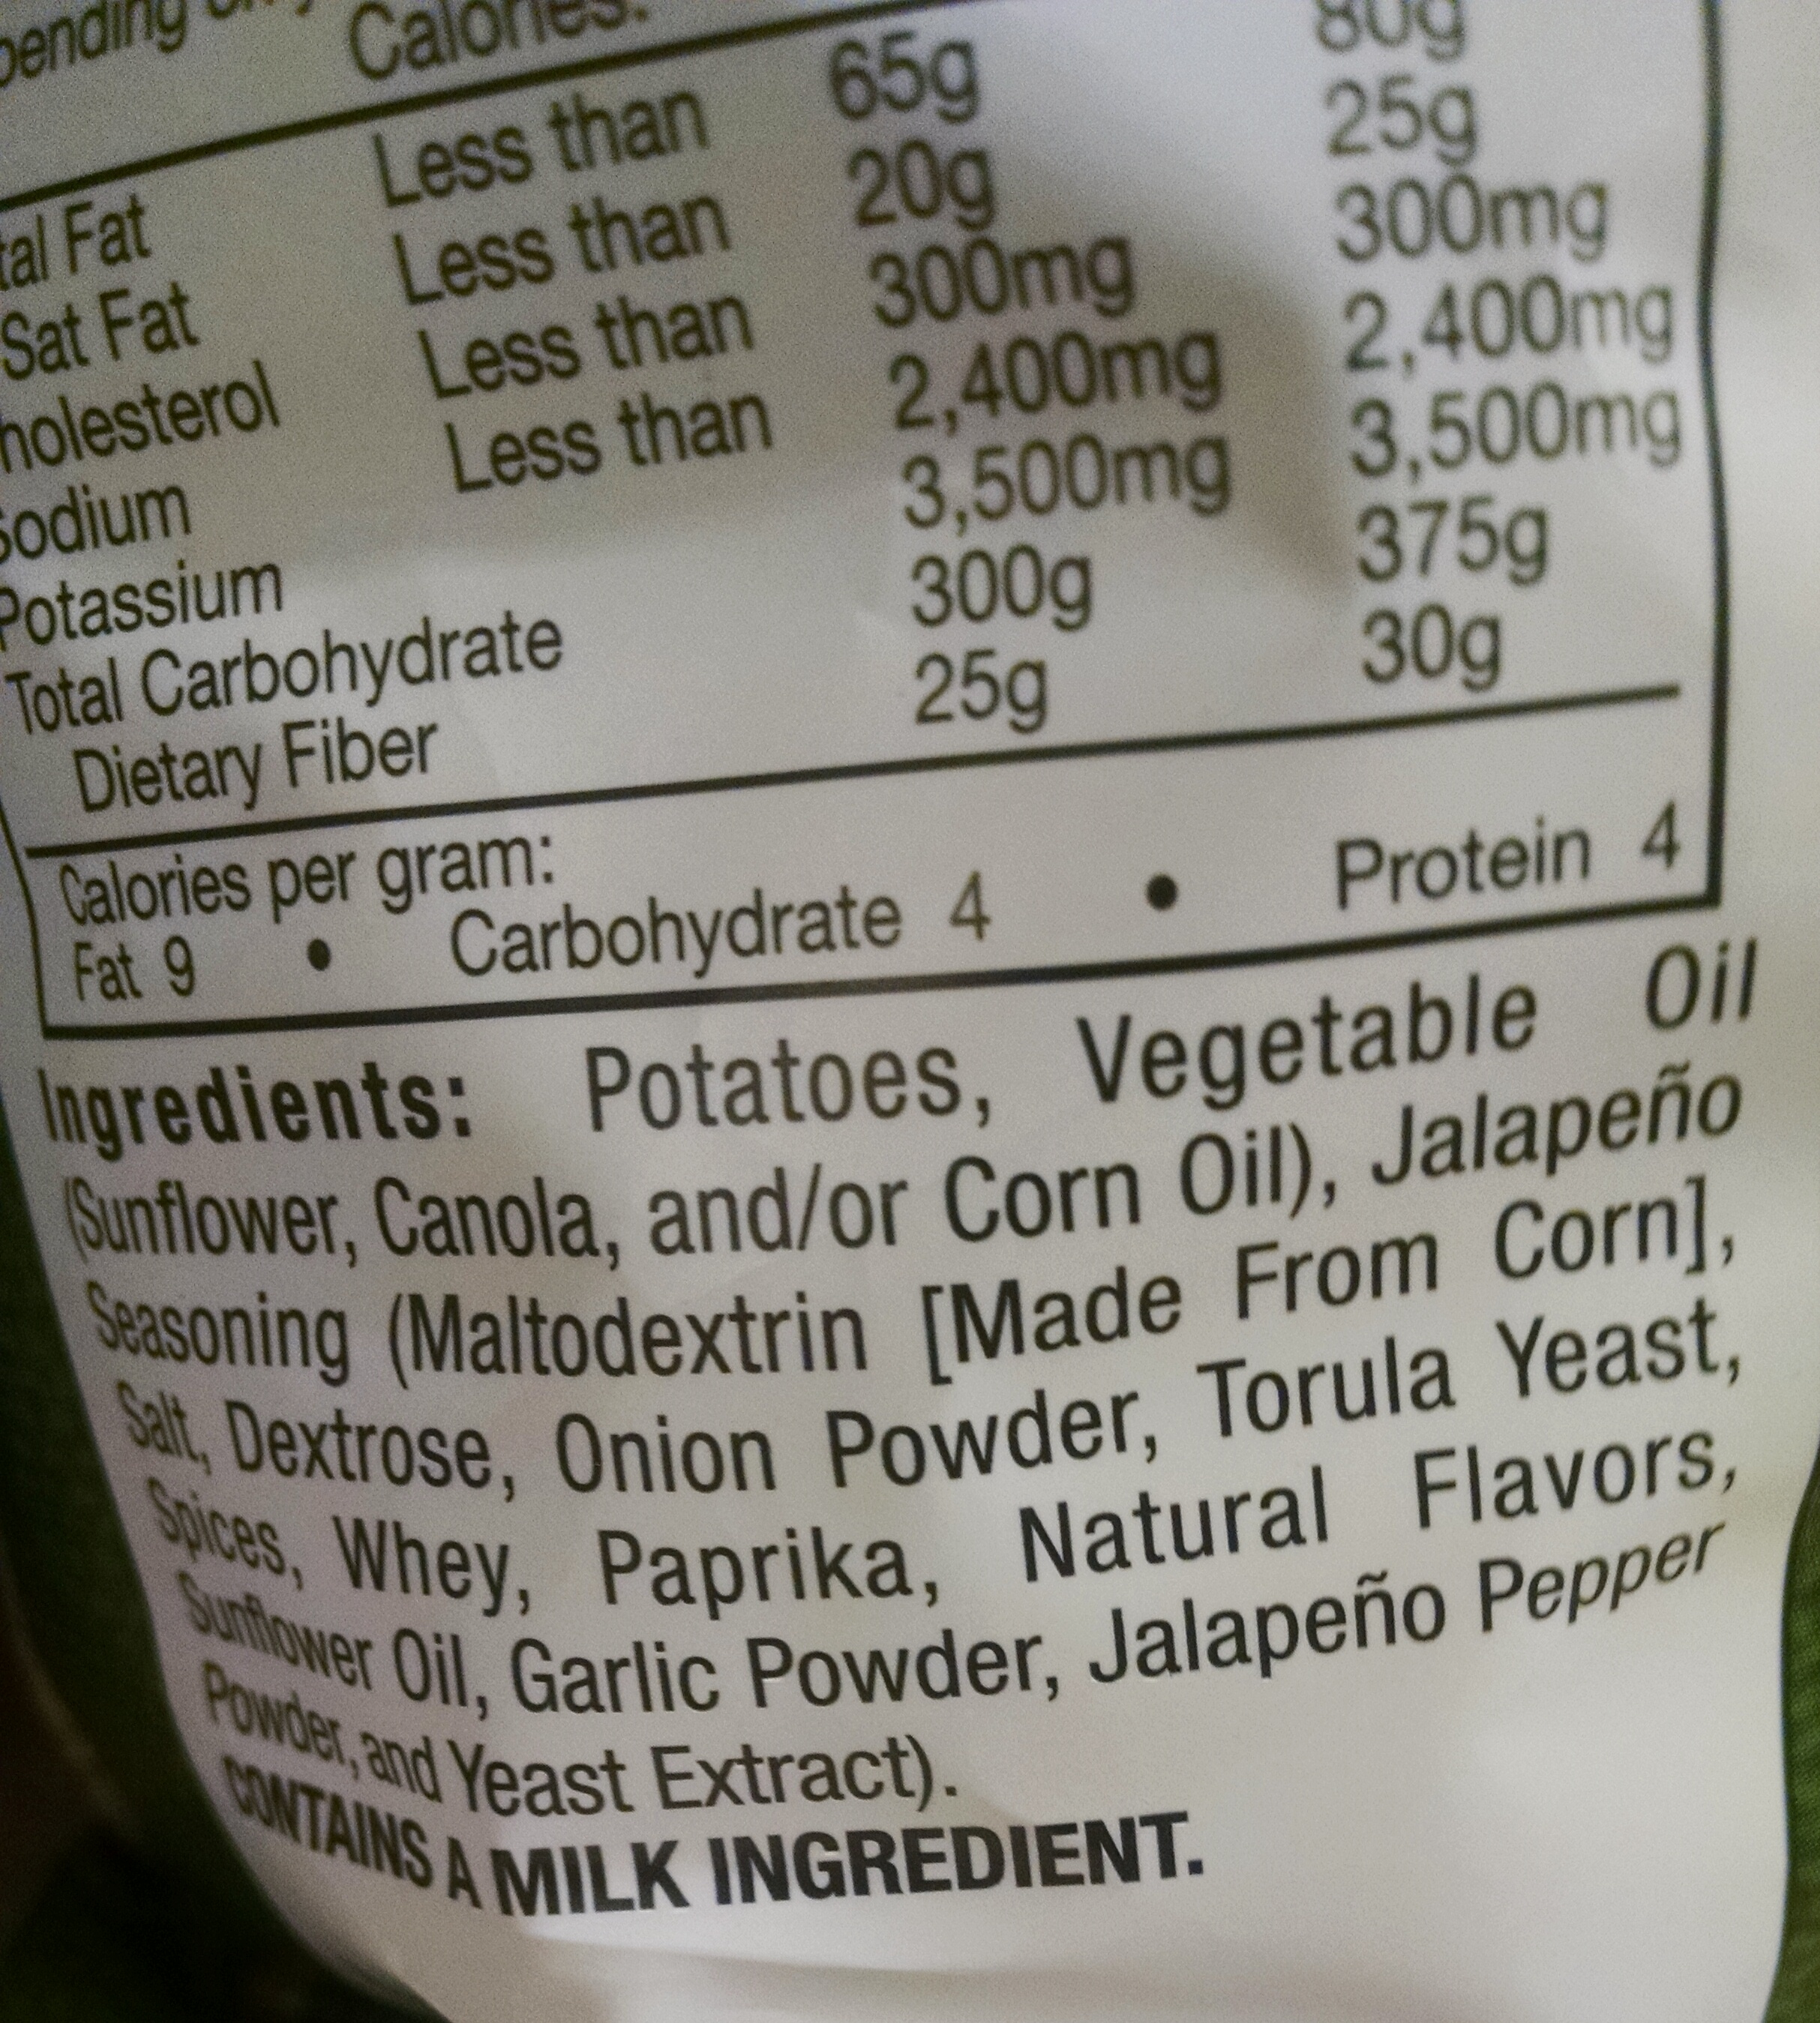 Calories:
Less than 65g 80g
Sat Fat Less than 20g 25g
Less than 300mg 300mg
Sodium Less than 2,400mg 2,400mg
Potassium 3,500mg 3,500mg
Total Carbohydrate 300g 375g
Dietary Fiber 25g 30g
Calories per gram:
Fat 9 • Carbohydrate 4 • Protein 4
Ingredients: Potatoes, Vegetable Oil
(Sunflower, Canola, and/or Corn Oil), Jalapeño
Seasoning (Maltodextrin [Made From Corn],
Salt, Dextrose, Onion Powder, Torula Yeast,
Spices, Whey, Paprika, Natural Flavors,
Sunflower Oil, Garlic Powder, Jalapeño Pepper
Powder, and Yeast Extract).
CONTAINS A MILK INGREDIENT.